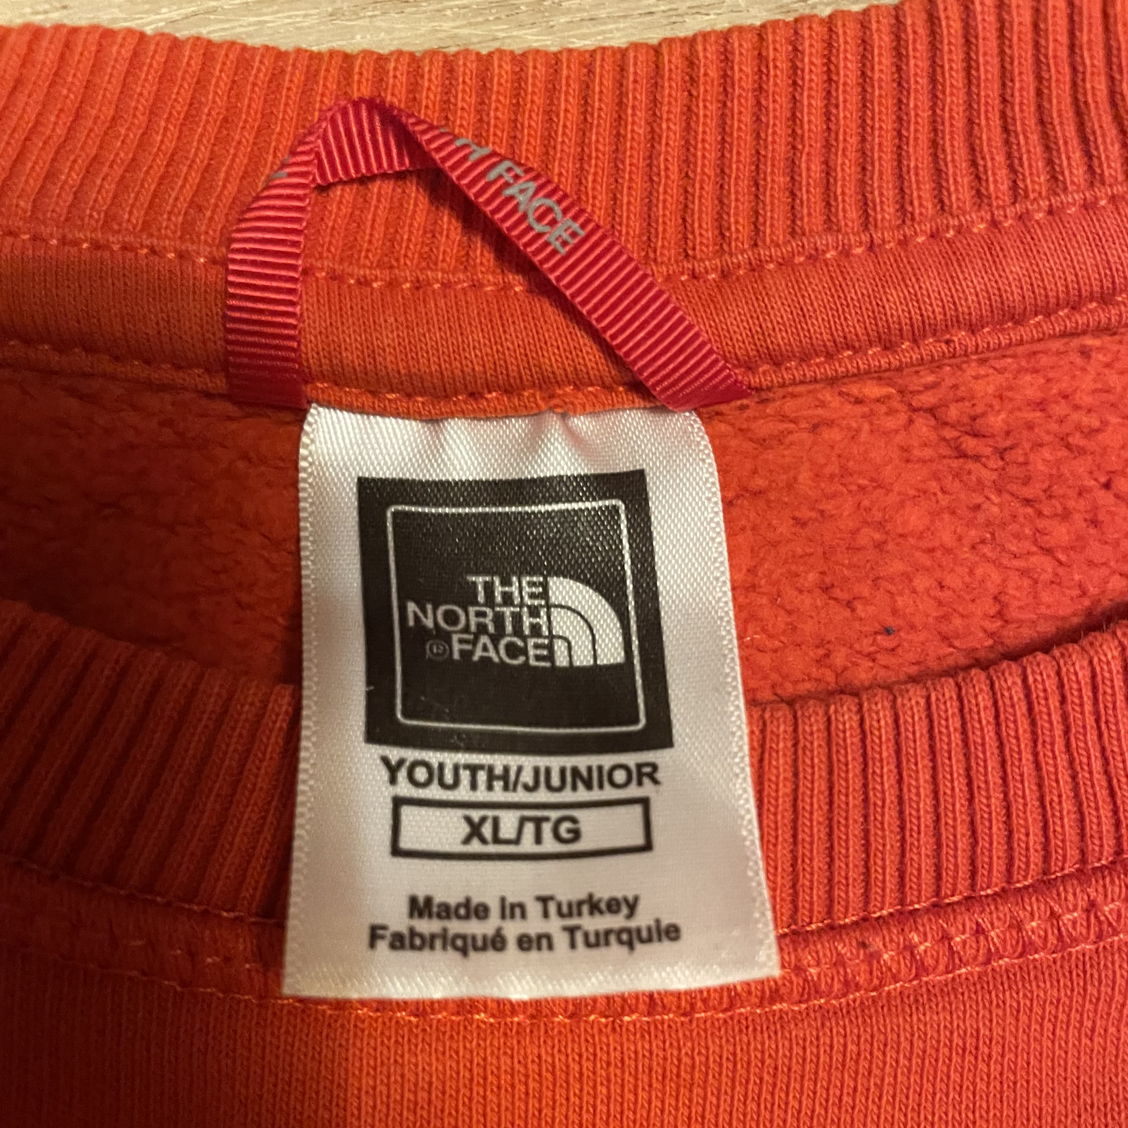 H FACE
THE
NORTH
® FACE
YOUTH/JUNIOR
XL/TG
Made in Turkey
Fabriqué en Turquie